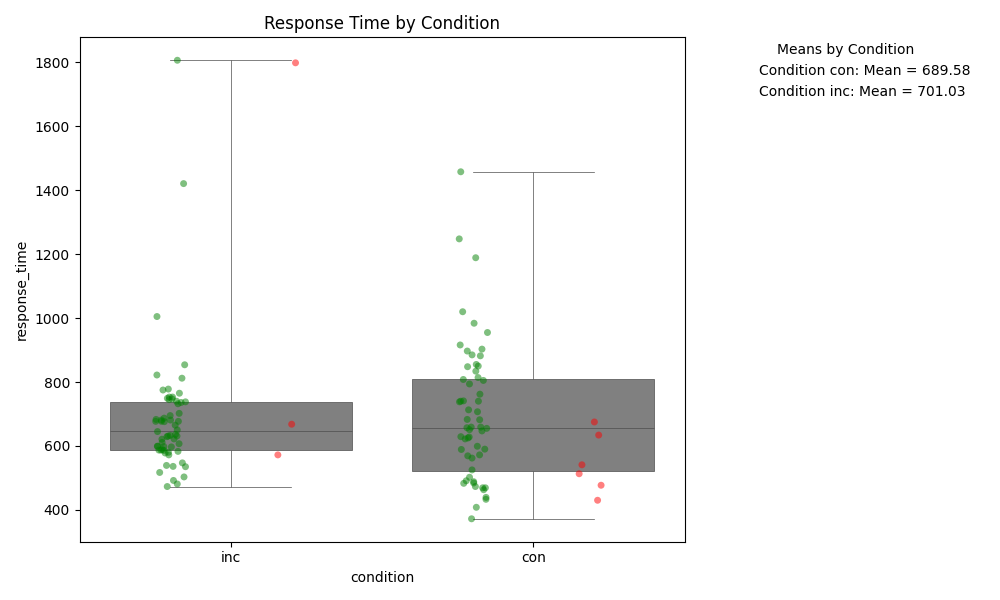 Response Time by Condition
Means by Condition
Condition con: Mean = 689.58
Condition inc: Mean = 701.03
response_time
1800
1600
1400
1200
1000
800
600
400
inc
con
condition